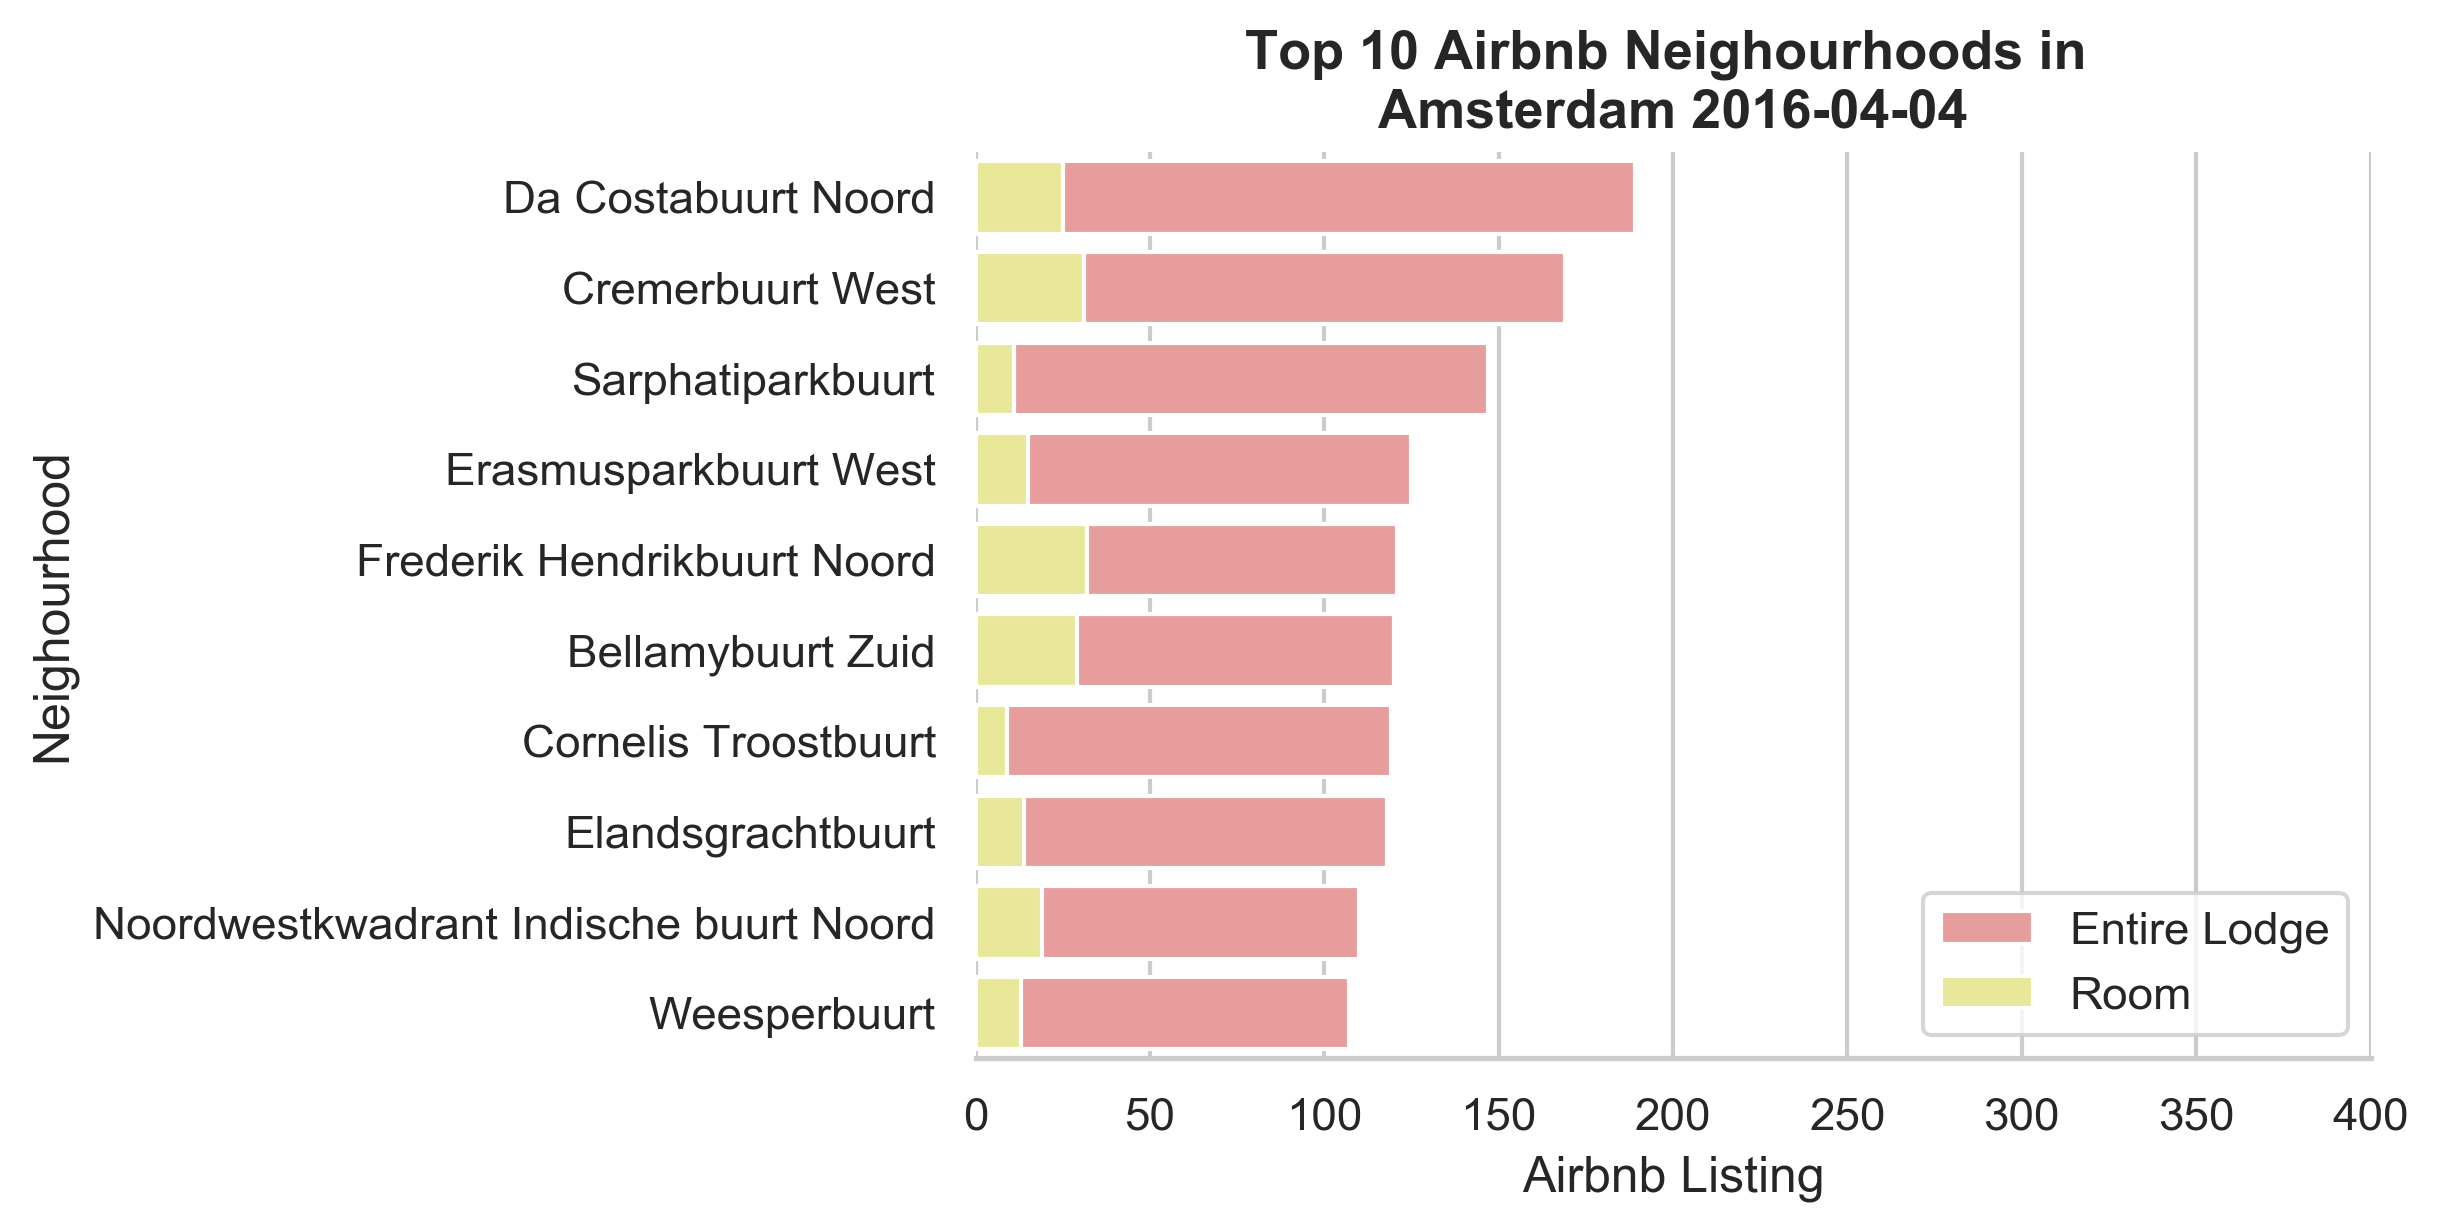 Top 10 Airbnb Neighourhoods in
Amsterdam 2016-04-04
Neighourhood
Da Costabuurt Noord
Cremerbuurt West
Sarphatiparkbuurt
Erasmusparkbuurt West
Frederik Hendrikbuurt Noord
Bellamybuurt Zuid
Cornelis Troostbuurt
Elandsgrachtbuurt
Noordwestkwadrant Indische buurt Noord
Weesperbuurt
Entire Lodge
Room
0 50 100 150 200 250 300 350 400
Airbnb Listing